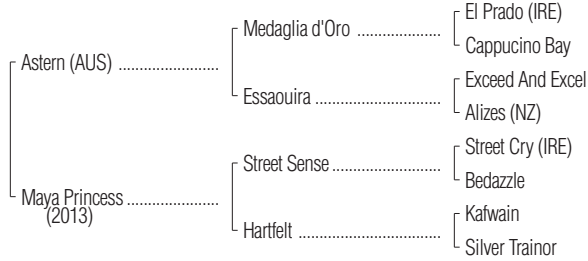 El Prado (IRE)
Medaglia d'Oro
Cappucino Bay
Astern (AUS)
Exceed And Excel
Essaouira
Alizes (NZ)
Street Cry (IRE)
Street Sense
Bedazzle
Maya Princess
(2013)
Kafwain
Hartfelt
Silver Trainor